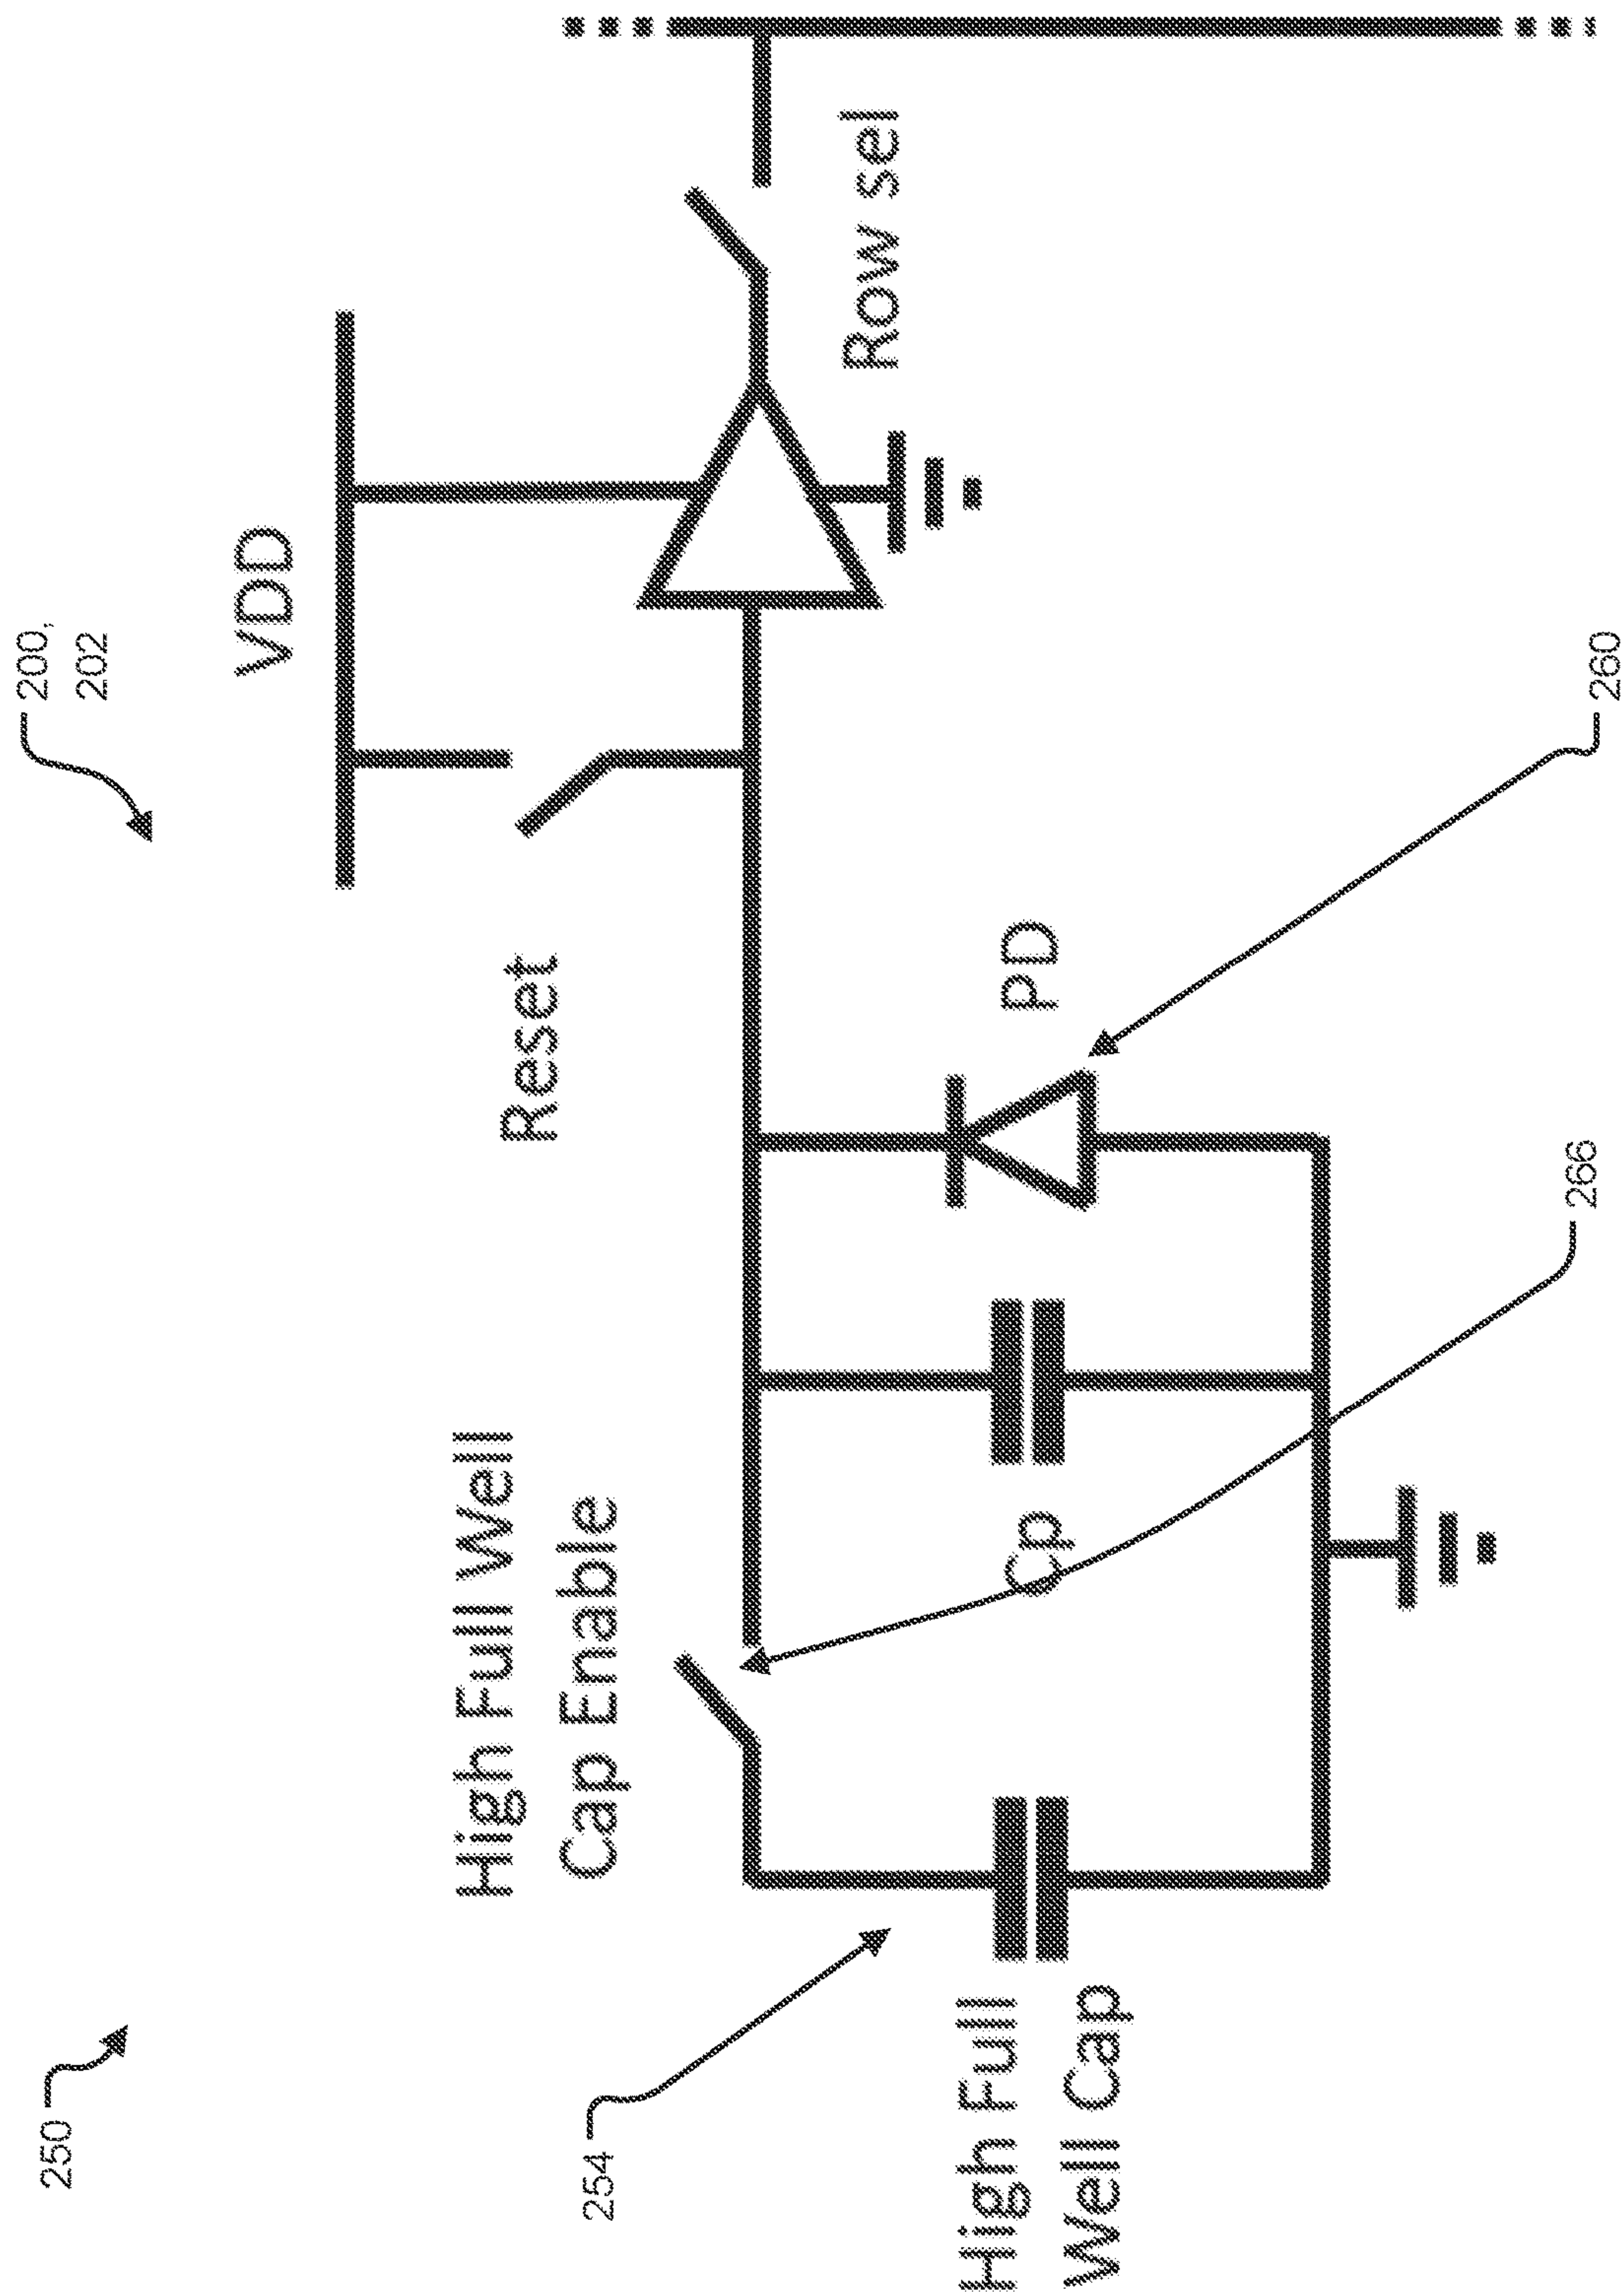 250
200,
202
VDD
Reset
High Full Well
Cap Enable
254
High Full
Well Cap
Cp
PD
Row sel
266
260